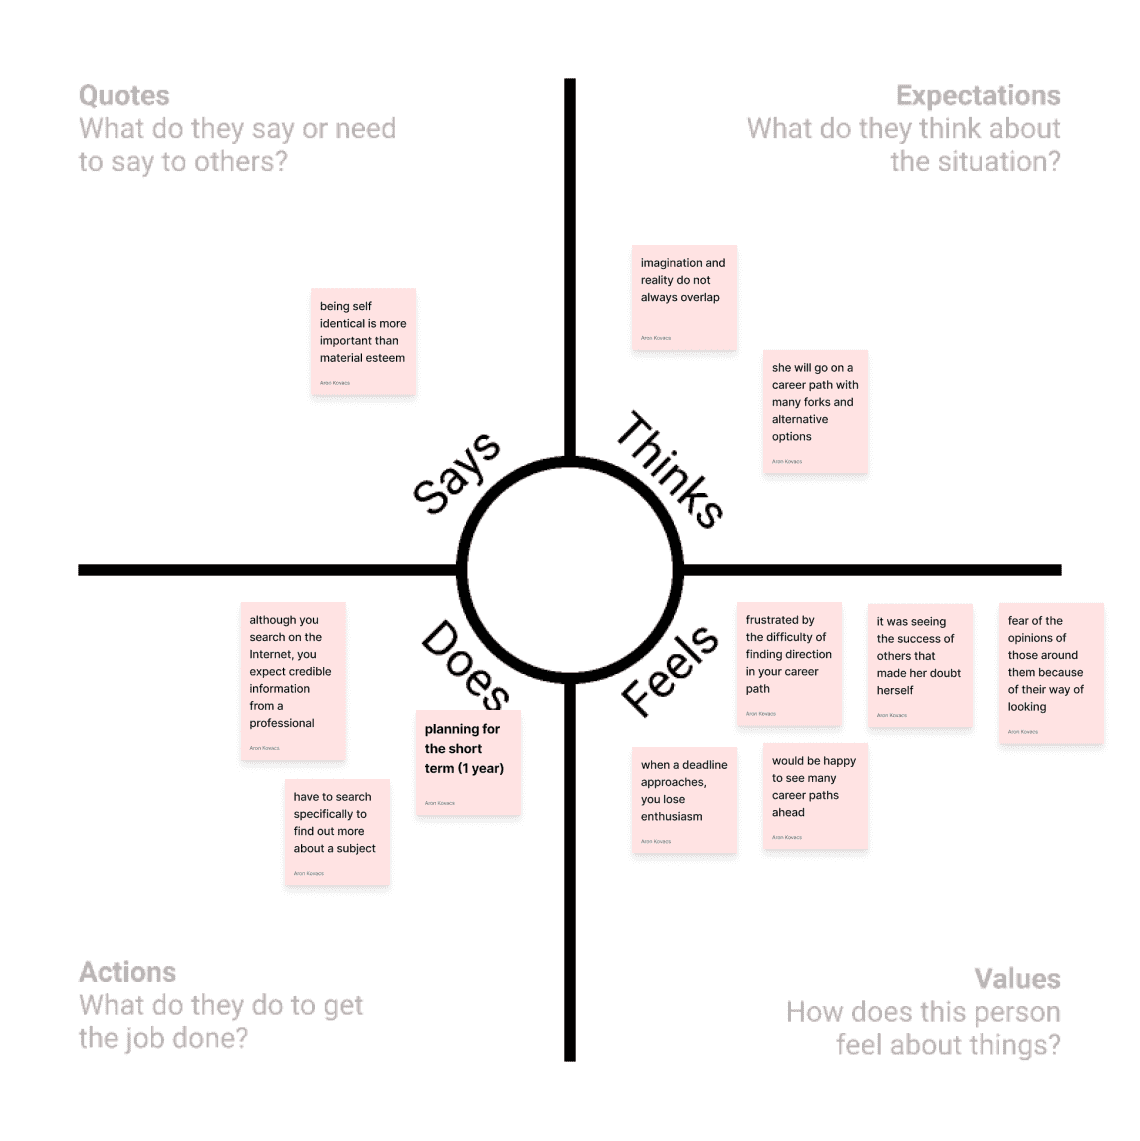 Quotes
What do they say or need
to say to others?
Expectations
What do they think about
the situation?
being self
identical is more
important than
material esteem
Aron Kovacs
imagination and
reality do not
always overlap
Aron Kovacs
she will go on a
career path with
many forks and
alternative
options
Aron Kovacs
Says
Thinks
Does
Feels
although you
search on the
Internet, you
expect credible
information
from a
professional
Aron Kovacs
planning for
the short
term (1 year)
Aron Kovacs
have to search
specifically to
find out more
about a subject
Aron Kovacs
frustrated by
the difficulty of
finding direction
in your career
path
Aron Kovacs
it was seeing
the success of
others that
made her doubt
herself
Aron Kovacs
fear of the
opinions of
those around
them because
of their way of
looking
Aron Kovacs
when a deadline
approaches,
you lose
enthusiasm
Aron Kovacs
would be happy
to see many
career paths
ahead
Aron Kovacs
Actions
What do they do to get
the job done?
Values
How does this person
feel about things?